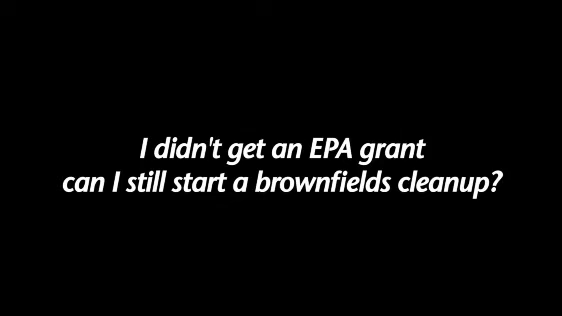 I didn't get an EPA grant
can I still start a brownfields cleanup?